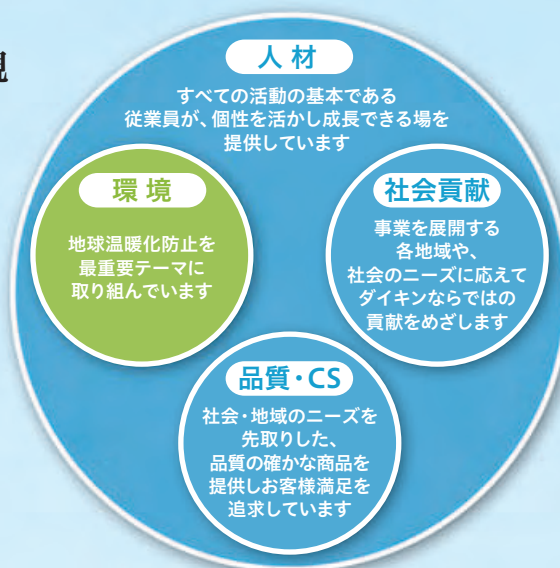 人材
すべての活動の基本である
従業員が、個性を活かし成長できる場を
提供しています
環境
地球温暖化防止を
最重要テーマに
取り組んでいます
社会貢献
事業を展開する
各地域や、
社会のニーズに応えて
ダイキンならではの
貢献をめざします
品質・CS
社会・地域のニーズを
先取りした、
品質の確かな商品を
提供しお客様満足を
追求しています